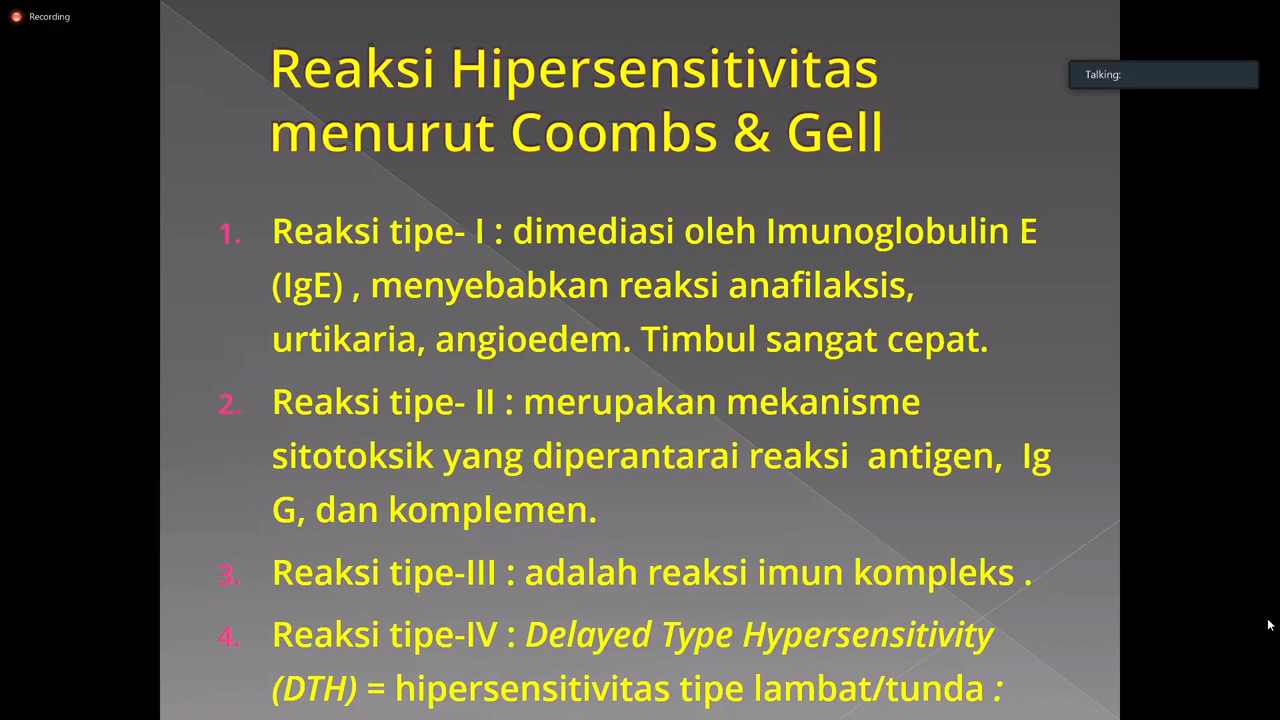 Recording
Talking:
Reaksi Hipersensitivitas
menurut Coombs & Gell
1. Reaksi tipe- I : dimediasi oleh Imunoglobulin E
(IgE) , menyebabkan reaksi anafilaksis,
urtikaria, angioedem. Timbul sangat cepat.
2. Reaksi tipe- II : merupakan mekanisme
sitotoksik yang diperantarai reaksi  antigen,  Ig
G, dan komplemen.
3. Reaksi tipe-III : adalah reaksi imun kompleks .
4. Reaksi tipe-IV : Delayed Type Hypersensitivity
(DTH) = hipersensitivitas tipe lambat/tunda :